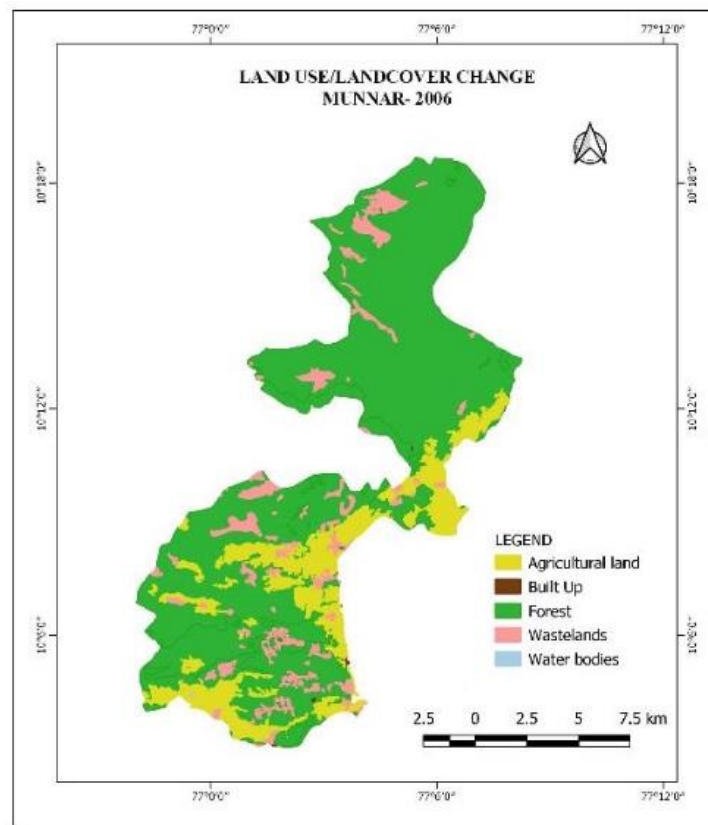 77°0'0"
77°6'0"
77°12'0"
LAND USE/LANDCOVER CHANGE
MUNNAR- 2006
10°18'0"
10°18'0"
10°12'0"
10°12'0"
LEGEND
Agricultural land
Built Up
Forest
Wastelands
Water bodies
10°6'0"
10°6'0"
2.5 0 2.5 5 7.5 km
77°0'0"
77°6'0"
77°12'0"